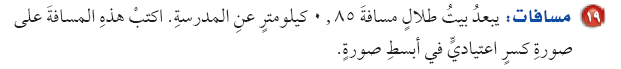 ١٩ مسافات: يبعدُ بيتُ طلالٍ مسافةَ ٠٫٨٥ كيلومترٍ عنِ المدرسةِ. اكتبْ هذهِ المسافةَ على
صورةِ كسرٍ اعتياديٍّ في أبسطِ صورةٍ.